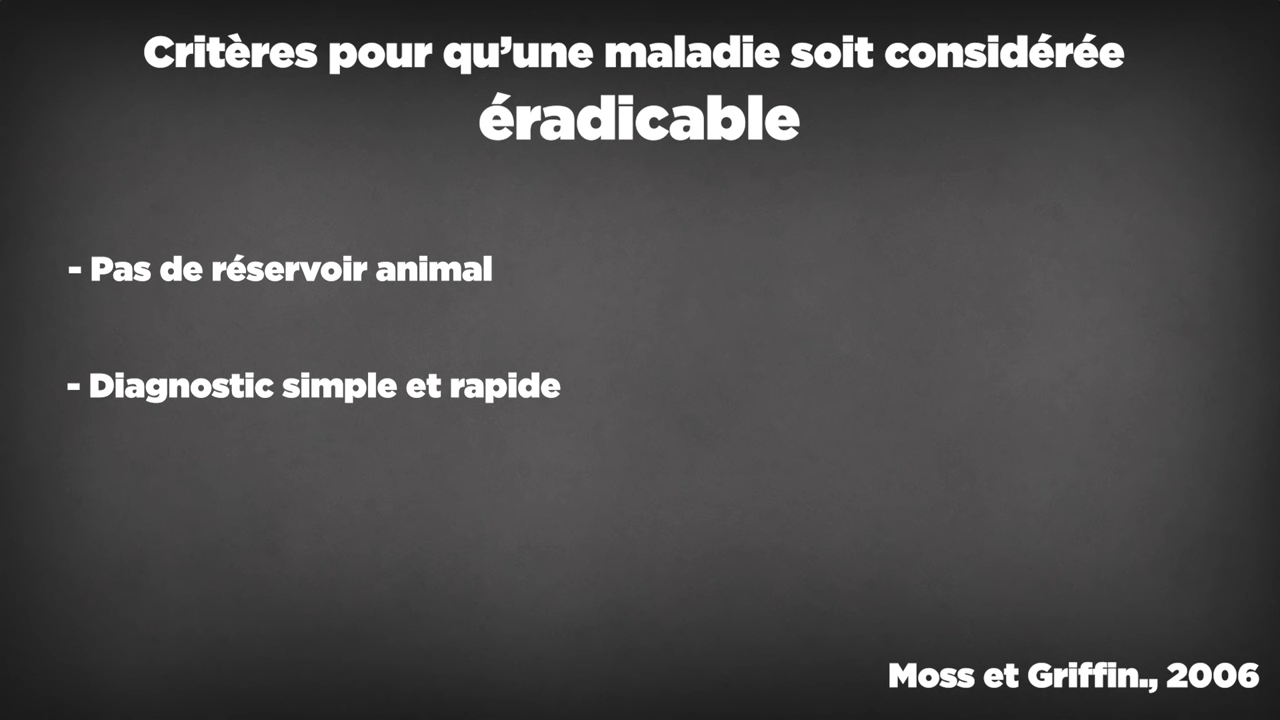 Critères pour qu’une maladie soit considérée
éradicable
- Pas de réservoir animal
- Diagnostic simple et rapide
Moss et Griffin., 2006